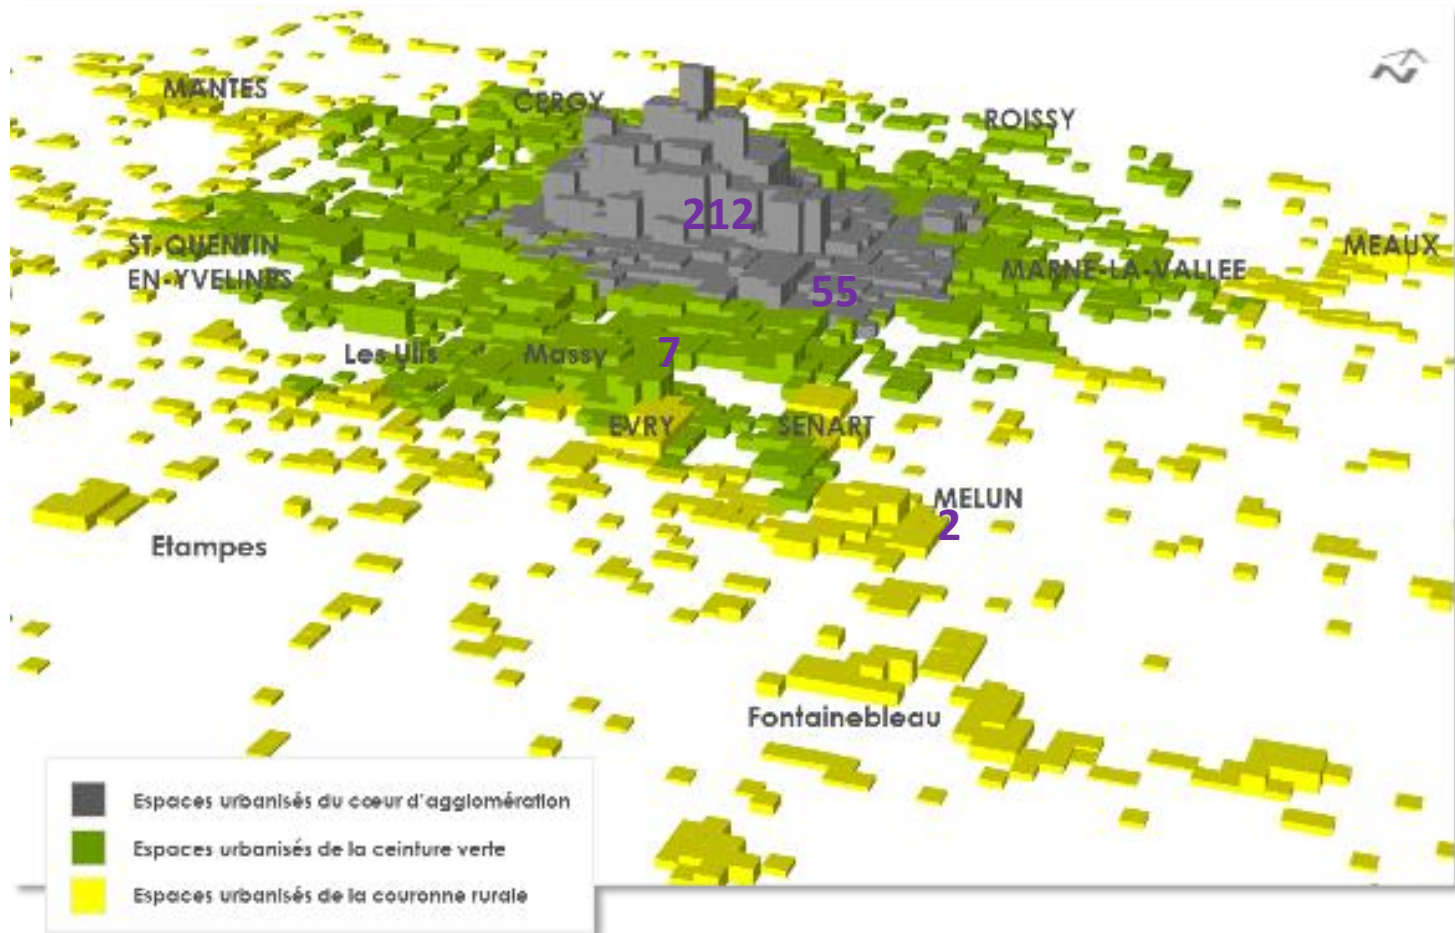 MANTES
CERGY
ROISSY
212
ST-QUENTIN
EN-YVELINES
MEAUX
MARNE-LA-VALLEE
55
Les Ulis
Massy
7
EVRY
SENART
MELUN
2
Etampes
Fontainebleau
Espaces urbanisés du cœur d'agglomération
Espaces urbanisés de la ceinture verte
Espaces urbanisés de la couronne rurale